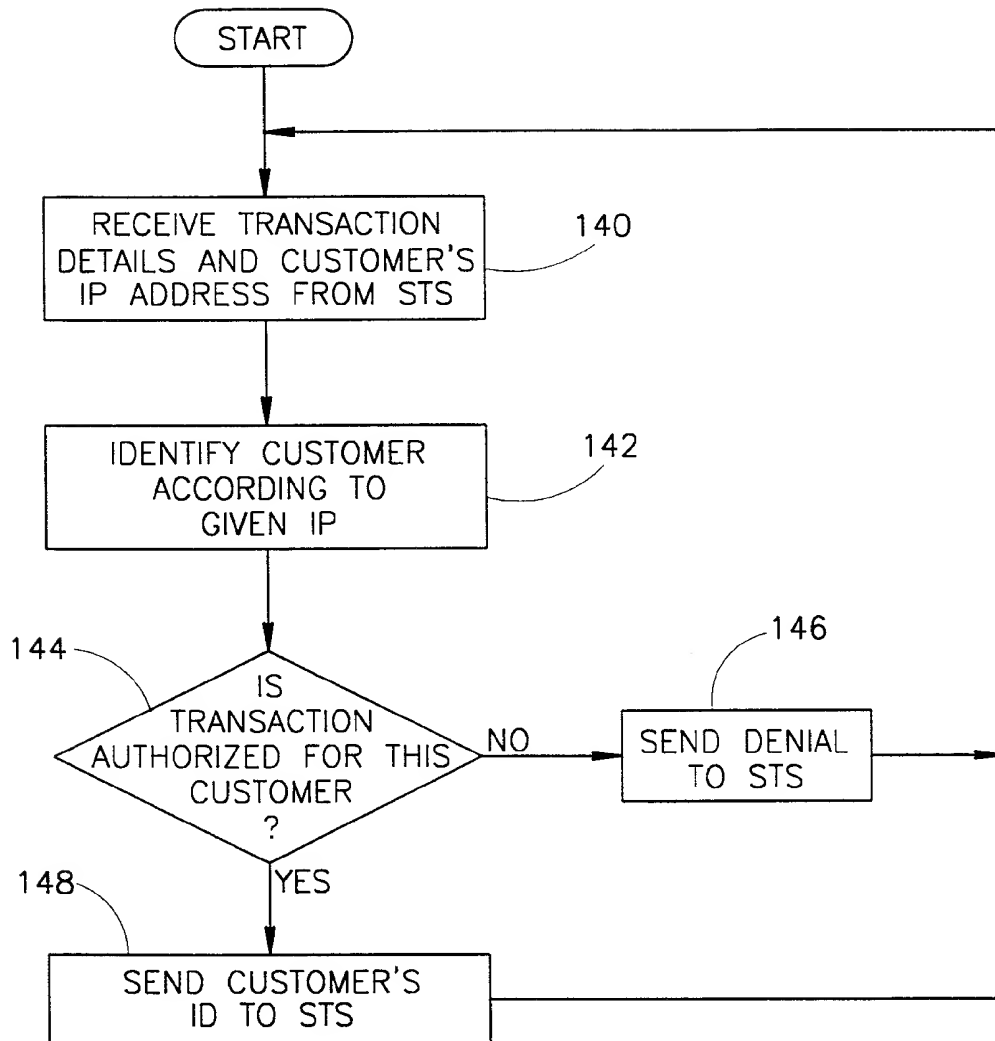 START
RECEIVE TRANSACTION
DETAILS AND CUSTOMER'S
IP ADDRESS FROM STS
140
IDENTIFY CUSTOMER
ACCORDING TO
GIVEN IP
142
144
IS
TRANSACTION
AUTHORIZED FOR THIS
CUSTOMER
?
NO
146
SEND DENIAL
TO STS
YES
148
SEND CUSTOMER'S
ID TO STS